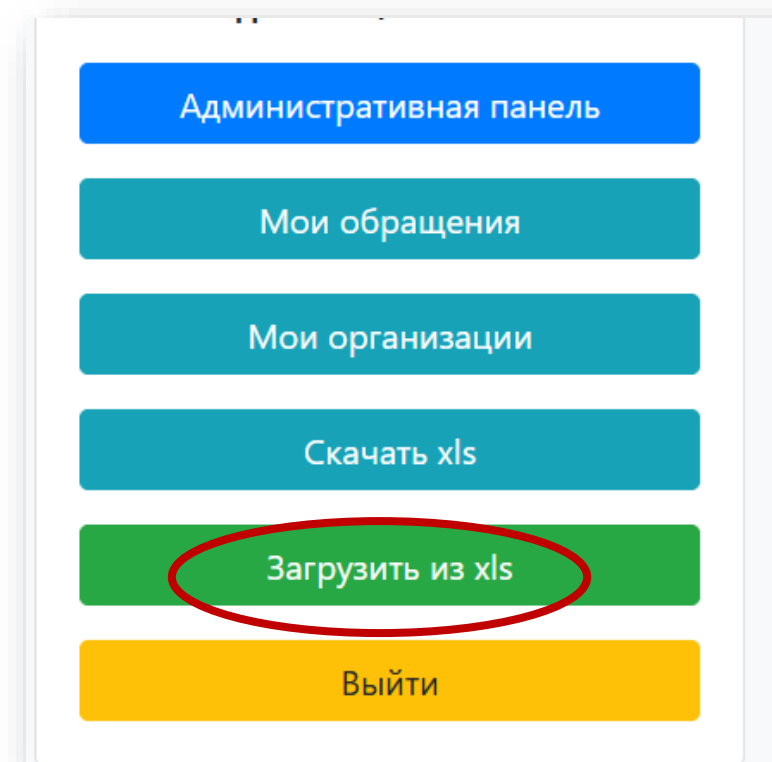 Административная панель
Мои обращения
Мои организации
Скачать xls
Загрузить из xls
Выйти